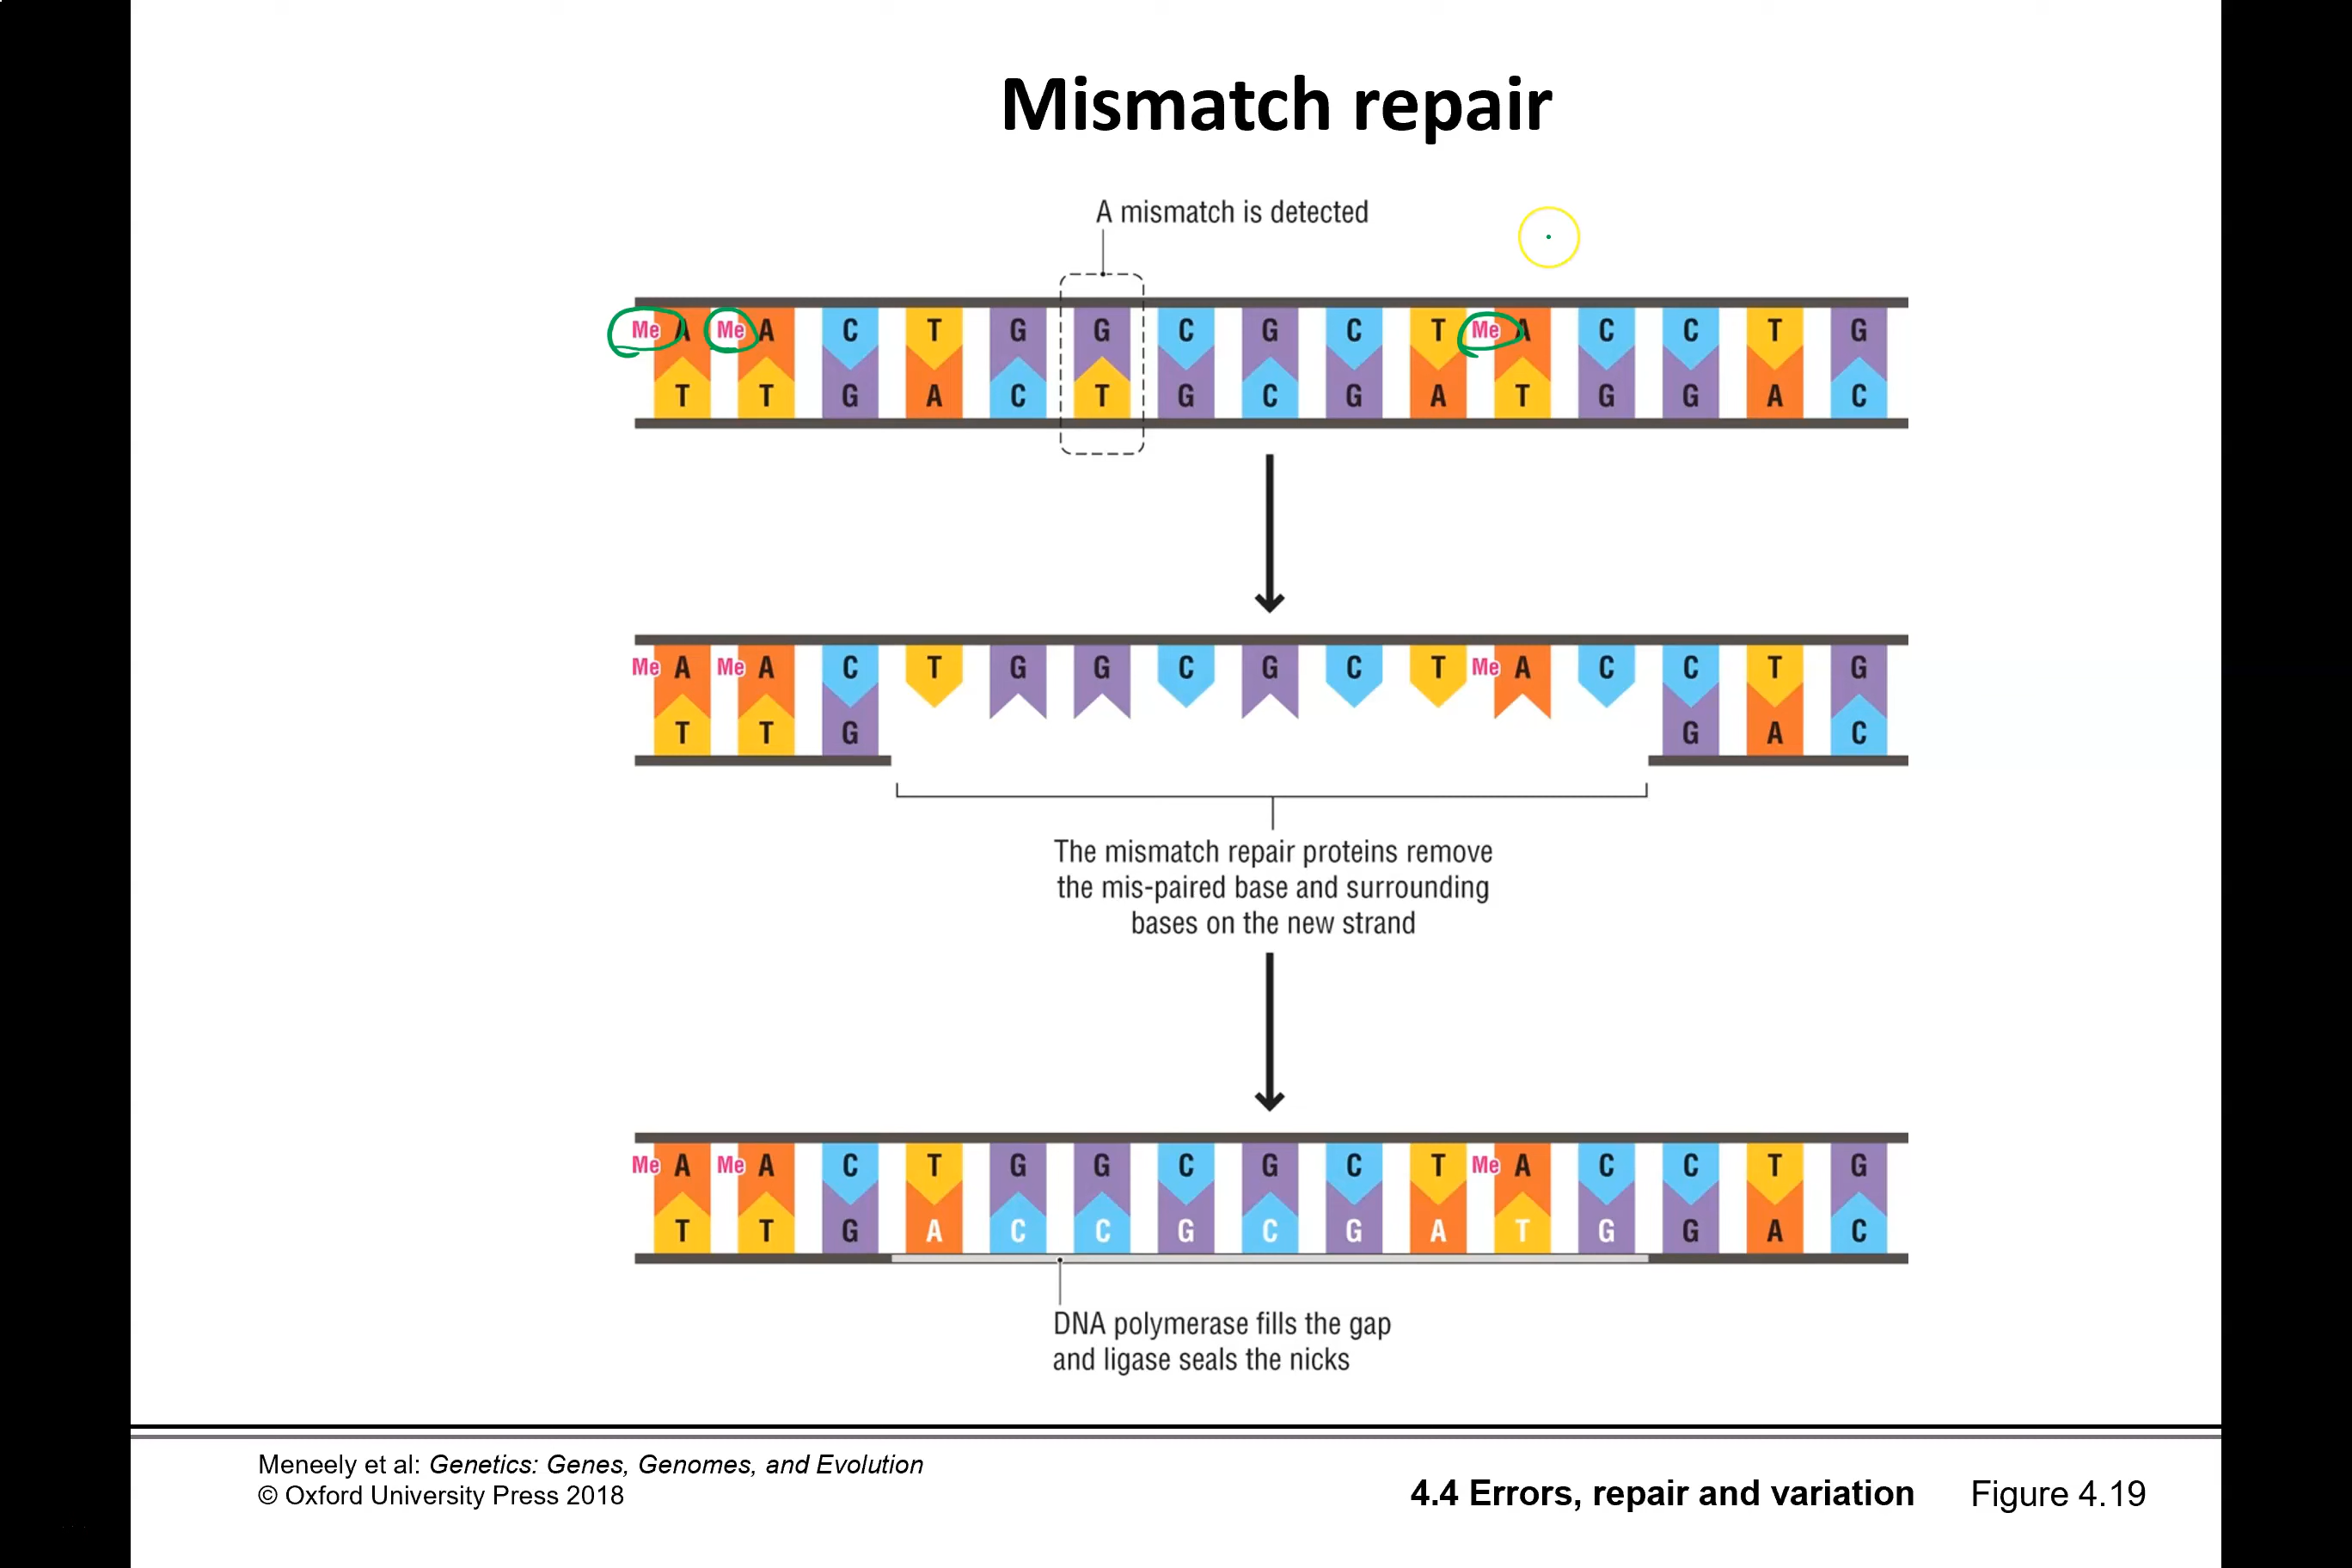 Mismatch repair
A mismatch is detected
Me A Me A C T G G C G C T Me A C C T G
T T G A C T G C G A T G G A C
Me A Me A C T G G C G C T Me A C C T G
T T G G A C
The mismatch repair proteins remove
the mis-paired base and surrounding
bases on the new strand
Me A Me A C T G G C G C T Me A C C T G
T T G A C C G C G A T G G A C
DNA polymerase fills the gap
and ligase seals the nicks
Meneely et al: Genetics: Genes, Genomes, and Evolution
© Oxford University Press 2018
4.4 Errors, repair and variation Figure 4.19